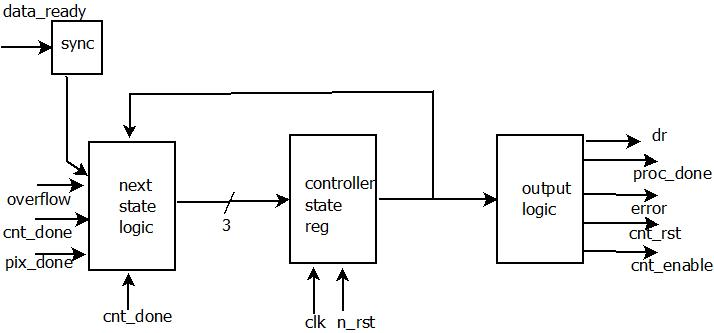 data_ready
sync
overflow
cnt_done
pix_done
next
state
logic
cnt_done
3
controller
state
reg
clk
n_rst
output
logic
dr
proc_done
error
cnt_rst
cnt_enable